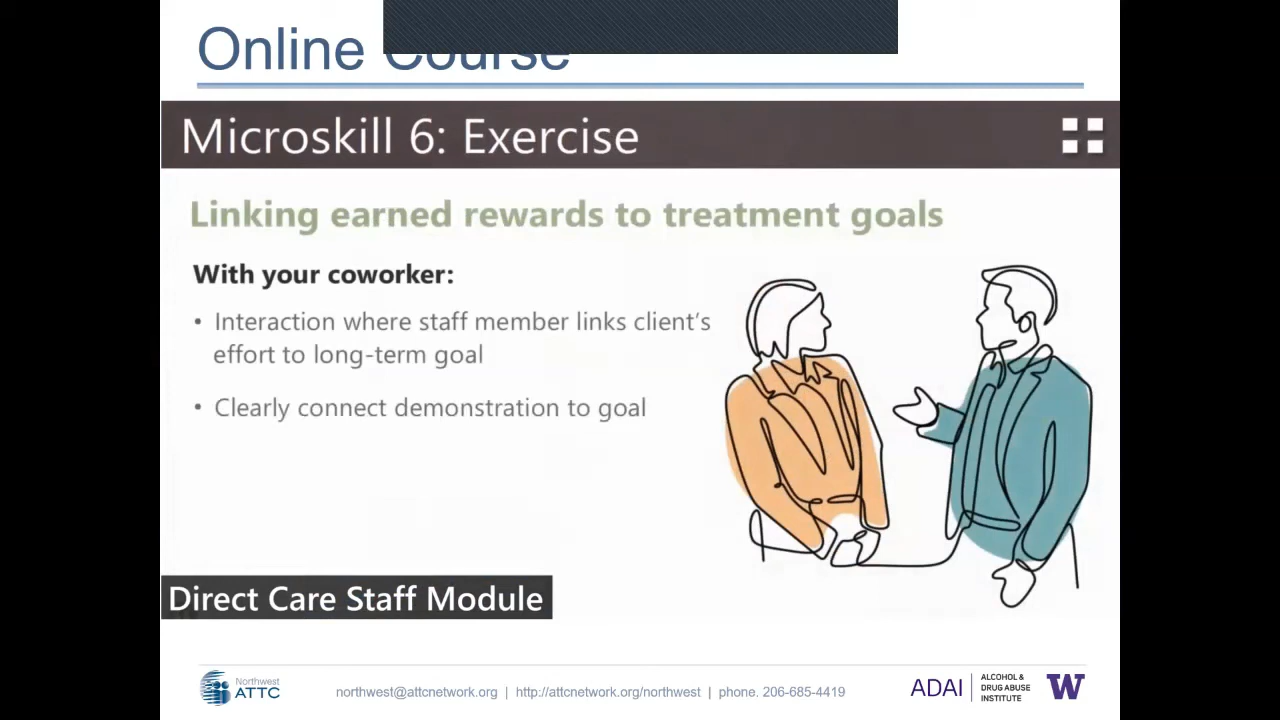 Online Course
Microskill 6: Exercise
Linking earned rewards to treatment goals
With your coworker:
• Interaction where staff member links client's
effort to long-term goal
• Clearly connect demonstration to goal
Direct Care Staff Module
Northwest
ATTC
northwest@attcnetwork.org | http://attcnetwork.org/northwest | phone. 206-685-4419
ADAI
ALCOHOL &
DRUG ABUSE
INSTITUTE
W